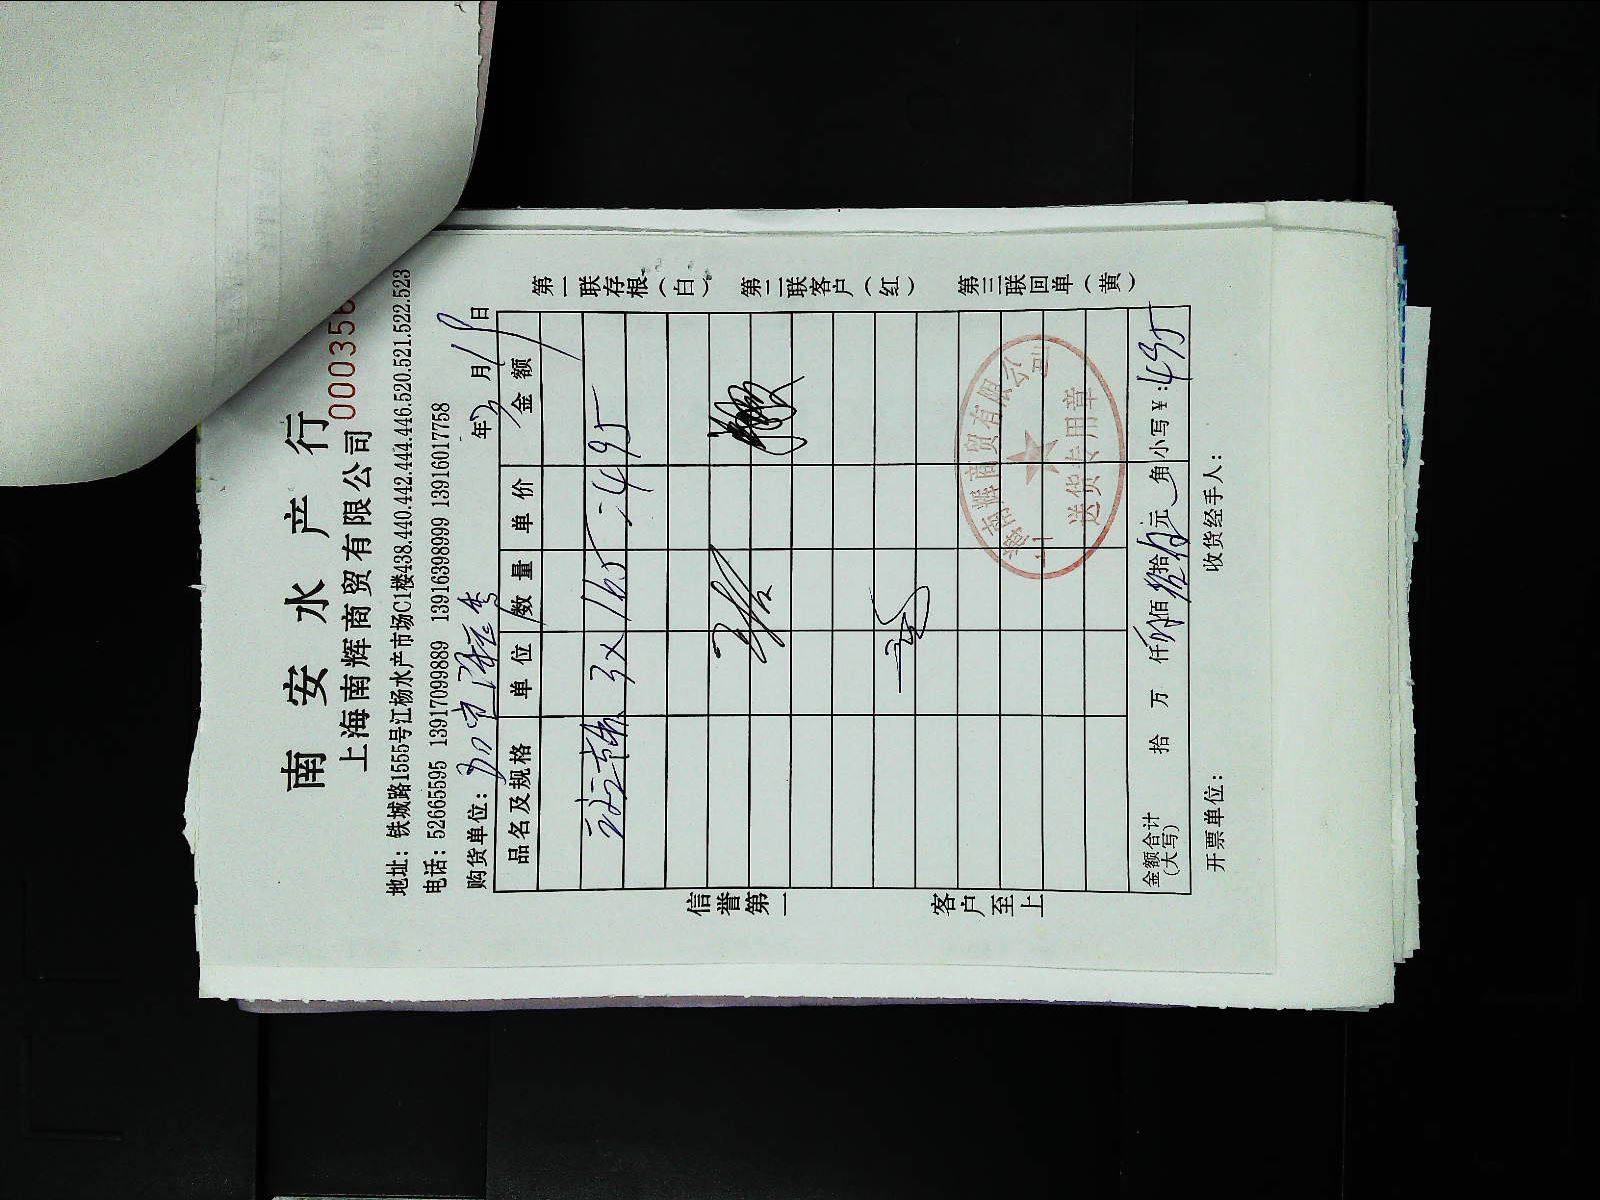 南安水产行
上海南辉商贸有限公司 000356
地址：铁城路1555号江杨水产市场C1楼438.440.442.444.446.520.521.522.523
电话：52665595 13917099889 13916398999 13916017758
购货单位： 年 月 日
品名及规格 单位 数量 单价 金额
3X165=495
金额合计(大写) 拾 万 仟 佰 拾 元 角 小写￥：495
开票单位： 收货经手人：
信誉第一 客户至上
第一联存根（白） 第二联客户（红） 第三联回单（黄）
上海南辉商贸有限公司
送货专用章